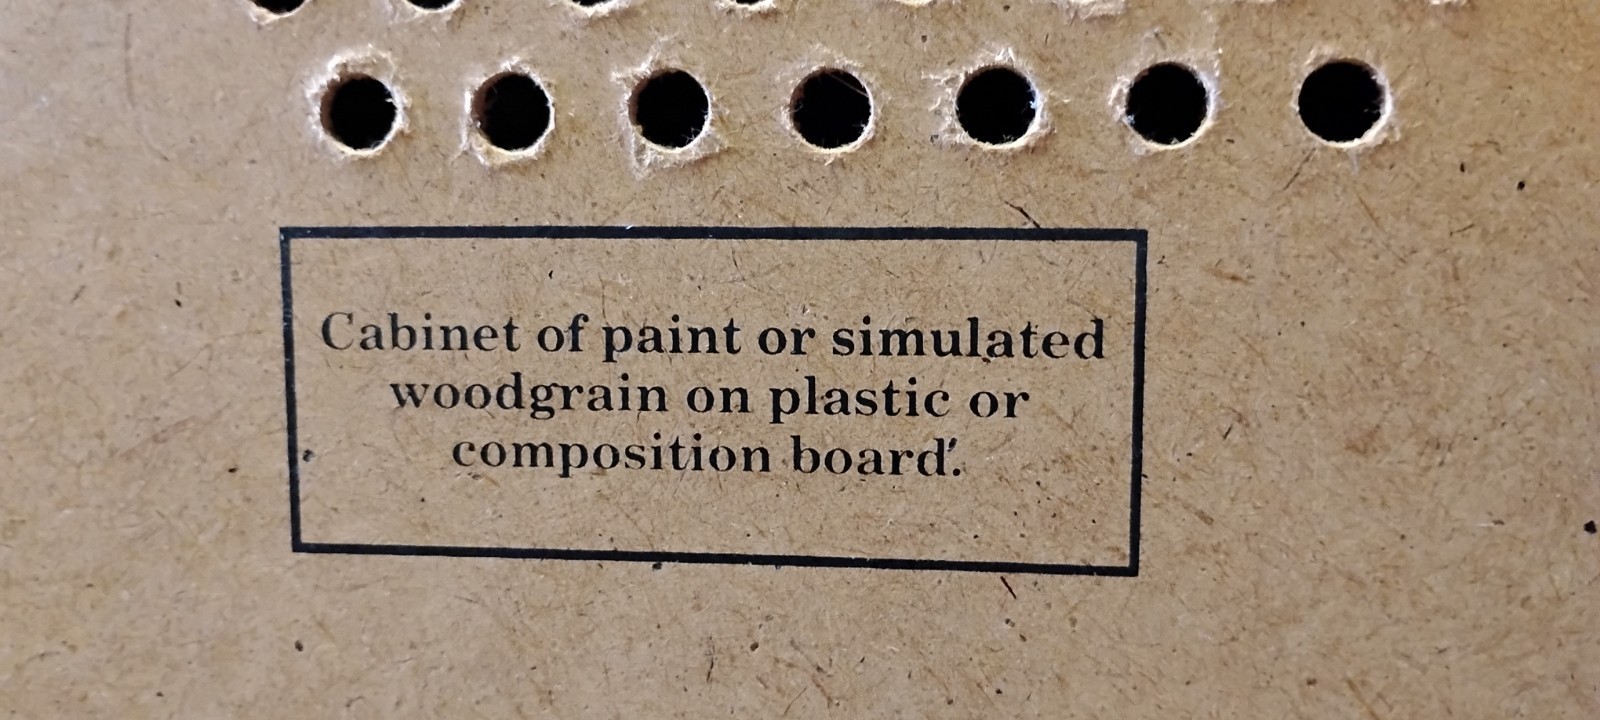 Cabinet of paint or simulated
woodgrain on plastic or
composition board'.